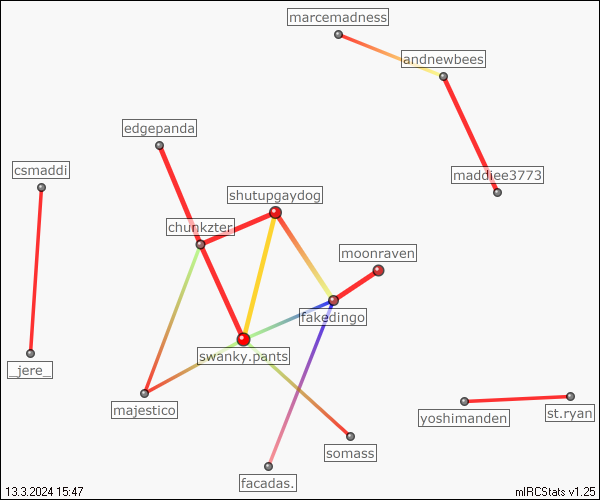 marcemadness
andnewbees
edgepanda
csmaddi
maddiee3773
shutupgaydog
chunkzter
moonraven
fakedingo
swanky.pants
_jere_
majestico
yoshimanden
st.ryan
somass
facadas.
13.3.2024 15:47
mIRCStats v1.25